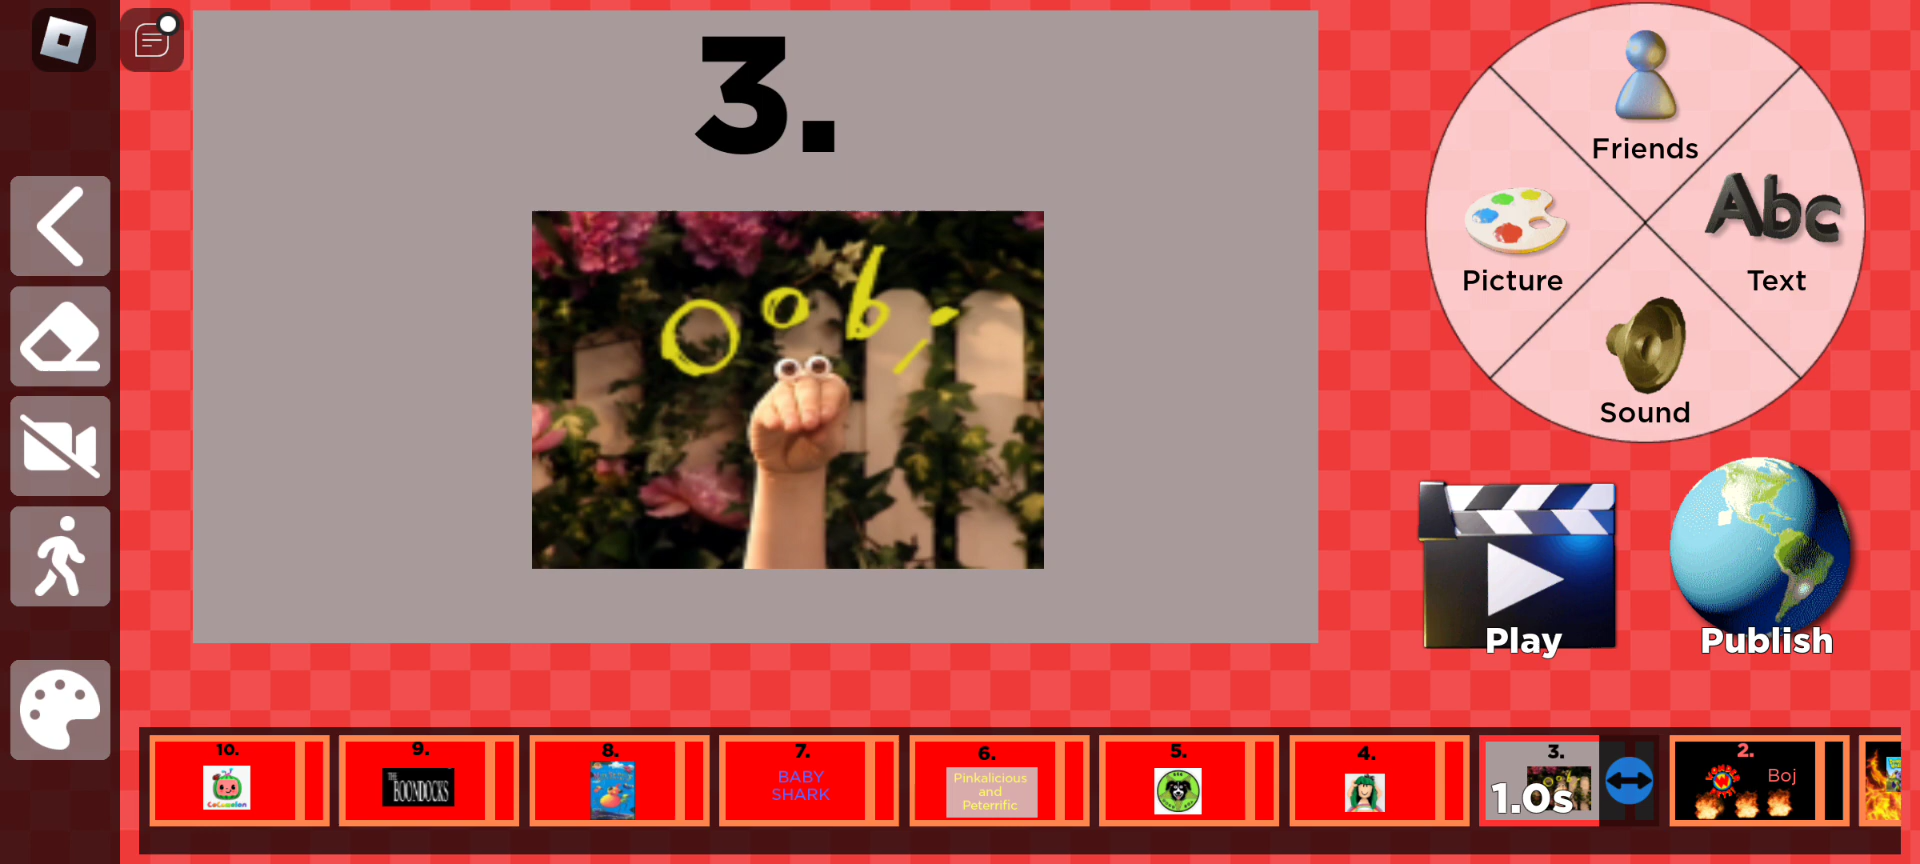 3.
Oobi
Friends
Picture
Abc
Text
Sound
Play
Publish
10.
CoComelon
9.
THE
BOONDOCKS
8.
7.
BABY
SHARK
6.
Pinkalicious
and
Peterrific
5.
4.
3.
1.0s
2.
Boj